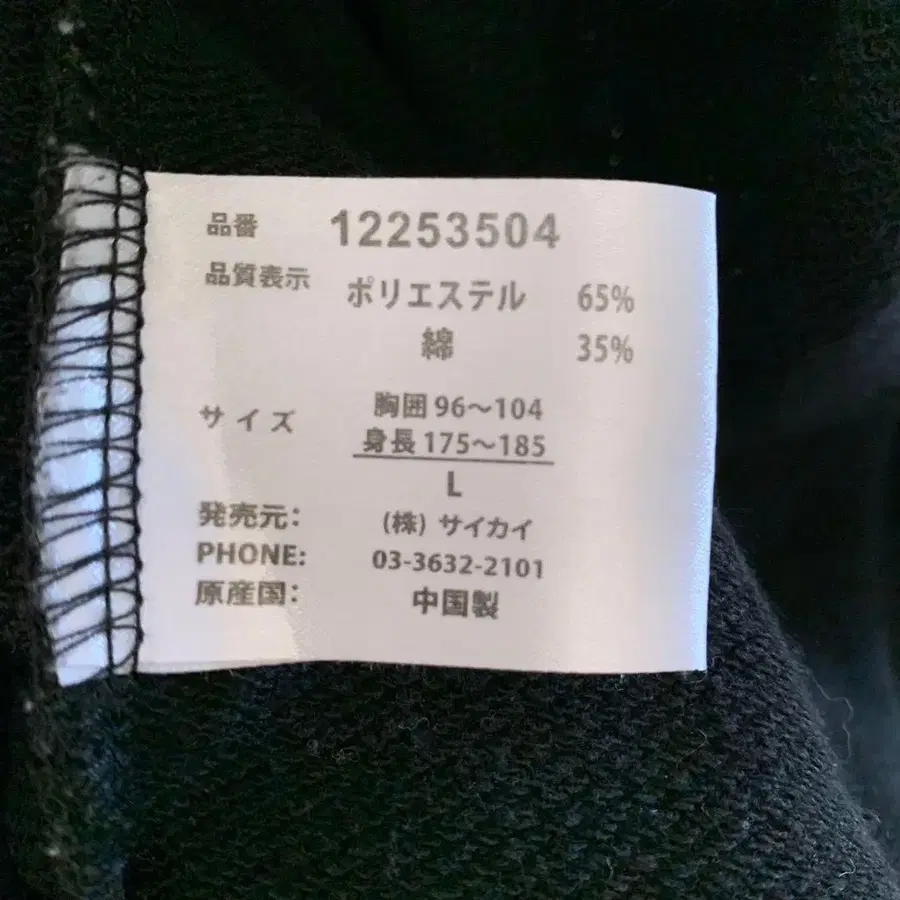 品番 12253504
品質表示 ポリエステル 65%
綿 35%
サイズ 胸囲 96～104
身長 175～185
L
発売元: (株) サイカイ
PHONE: 03-3632-2101
原産国: 中国製